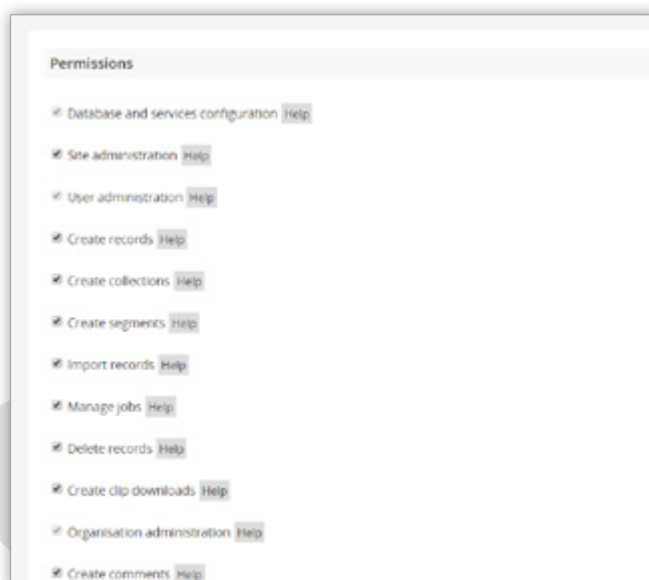 Permissions
Database and services configuration Help
Site administration Help
User administration Help
Create records Help
Create collections Help
Create segments Help
Import records Help
Manage jobs Help
Delete records Help
Create clip downloads Help
Organisation administration Help
Create comments Help